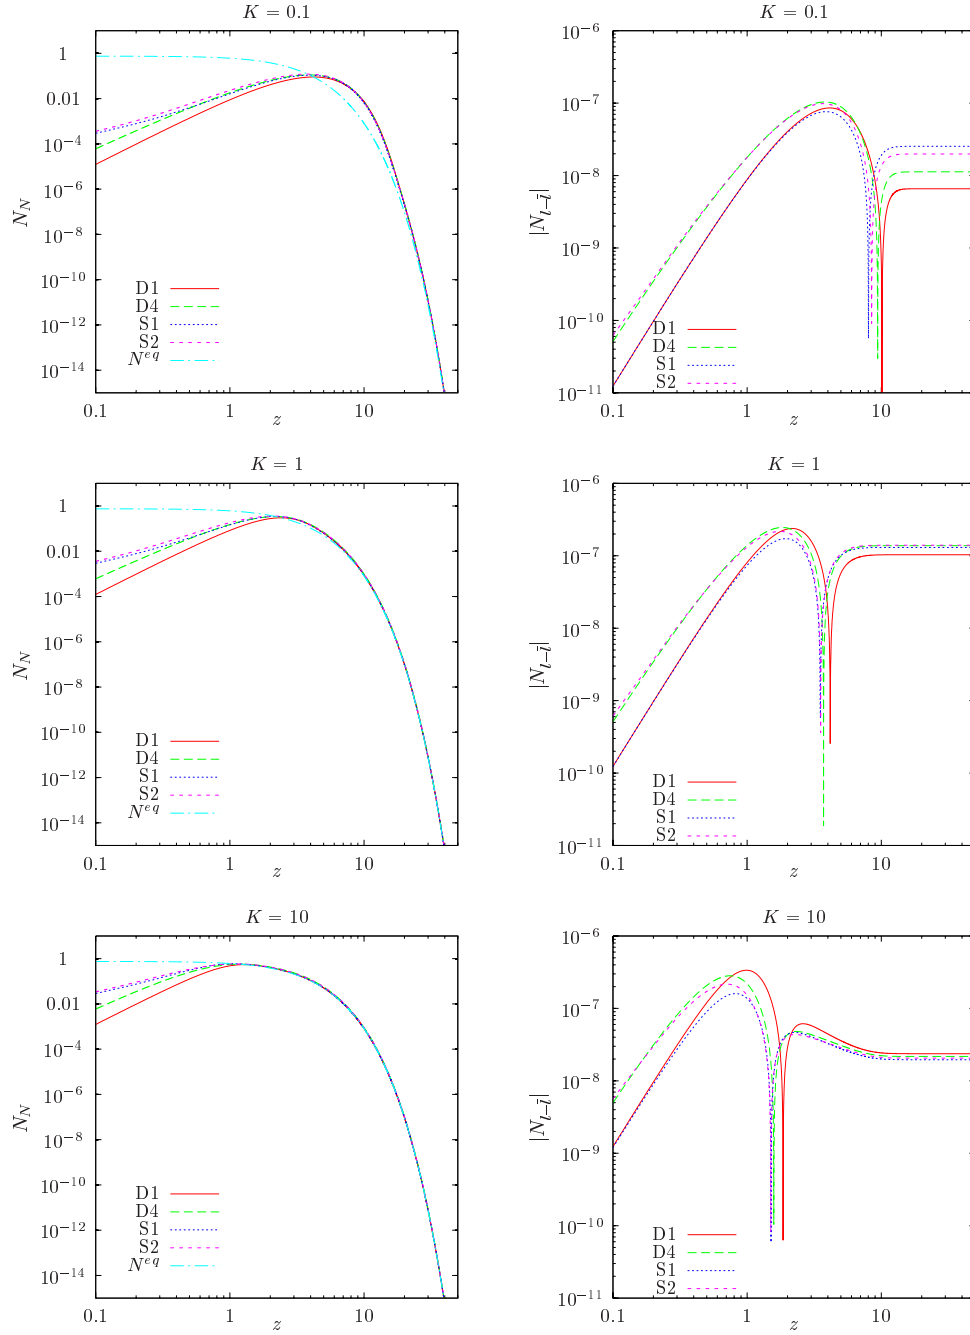 K = 0.1
N_N
1
0.01
10^{-4}
10^{-6}
10^{-8}
10^{-10}
10^{-12}
10^{-14}
D1
D4
S1
S2
N^{eq}
0.1 1 10
z
K = 0.1
|N_{l-\bar{l}}|
10^{-6}
10^{-7}
10^{-8}
10^{-9}
10^{-10}
10^{-11}
D1
D4
S1
S2
0.1 1 10
z
K = 1
N_N
1
0.01
10^{-4}
10^{-6}
10^{-8}
10^{-10}
10^{-12}
10^{-14}
D1
D4
S1
S2
N^{eq}
0.1 1 10
z
K = 1
|N_{l-\bar{l}}|
10^{-6}
10^{-7}
10^{-8}
10^{-9}
10^{-10}
10^{-11}
D1
D4
S1
S2
0.1 1 10
z
K = 10
N_N
1
0.01
10^{-4}
10^{-6}
10^{-8}
10^{-10}
10^{-12}
10^{-14}
D1
D4
S1
S2
N^{eq}
0.1 1 10
z
K = 10
|N_{l-\bar{l}}|
10^{-6}
10^{-7}
10^{-8}
10^{-9}
10^{-10}
10^{-11}
D1
D4
S1
S2
0.1 1 10
z